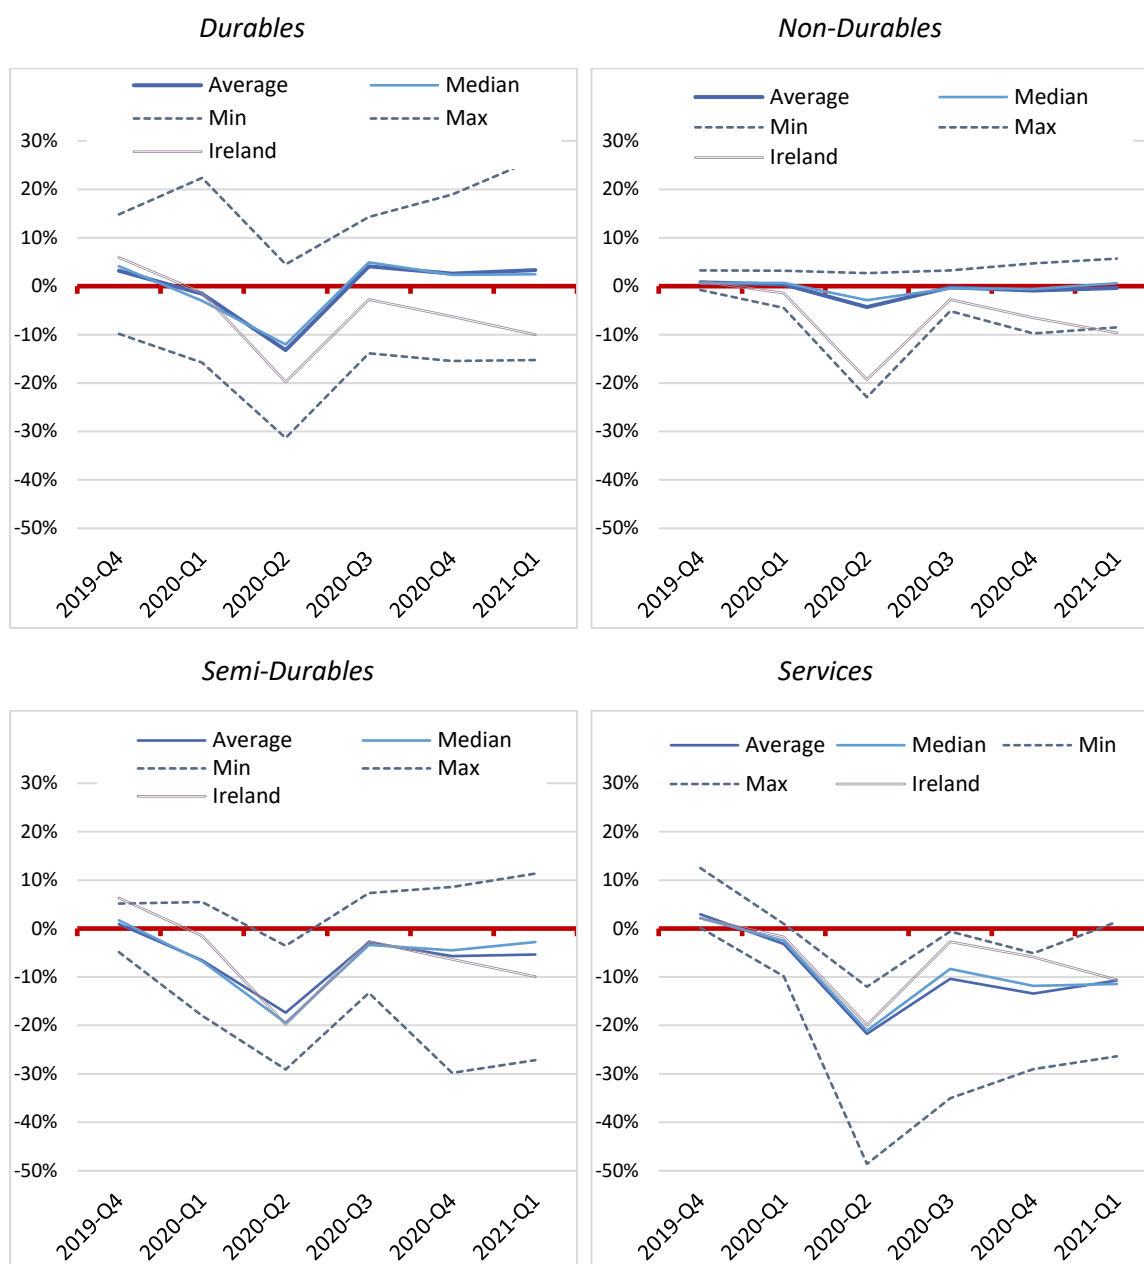 Durables
Average Median
Min Max
Ireland
30%
20%
10%
0%
-10%
-20%
-30%
-40%
-50%
2019-Q4 2020-Q1 2020-Q2 2020-Q3 2020-Q4 2021-Q1
Non-Durables
Average Median
Min Max
Ireland
30%
20%
10%
0%
-10%
-20%
-30%
-40%
-50%
2019-Q4 2020-Q1 2020-Q2 2020-Q3 2020-Q4 2021-Q1
Semi-Durables
Average Median
Min Max
Ireland
30%
20%
10%
0%
-10%
-20%
-30%
-40%
-50%
2019-Q4 2020-Q1 2020-Q2 2020-Q3 2020-Q4 2021-Q1
Services
Average Median Min
Max Ireland
30%
20%
10%
0%
-10%
-20%
-30%
-40%
-50%
2019-Q4 2020-Q1 2020-Q2 2020-Q3 2020-Q4 2021-Q1